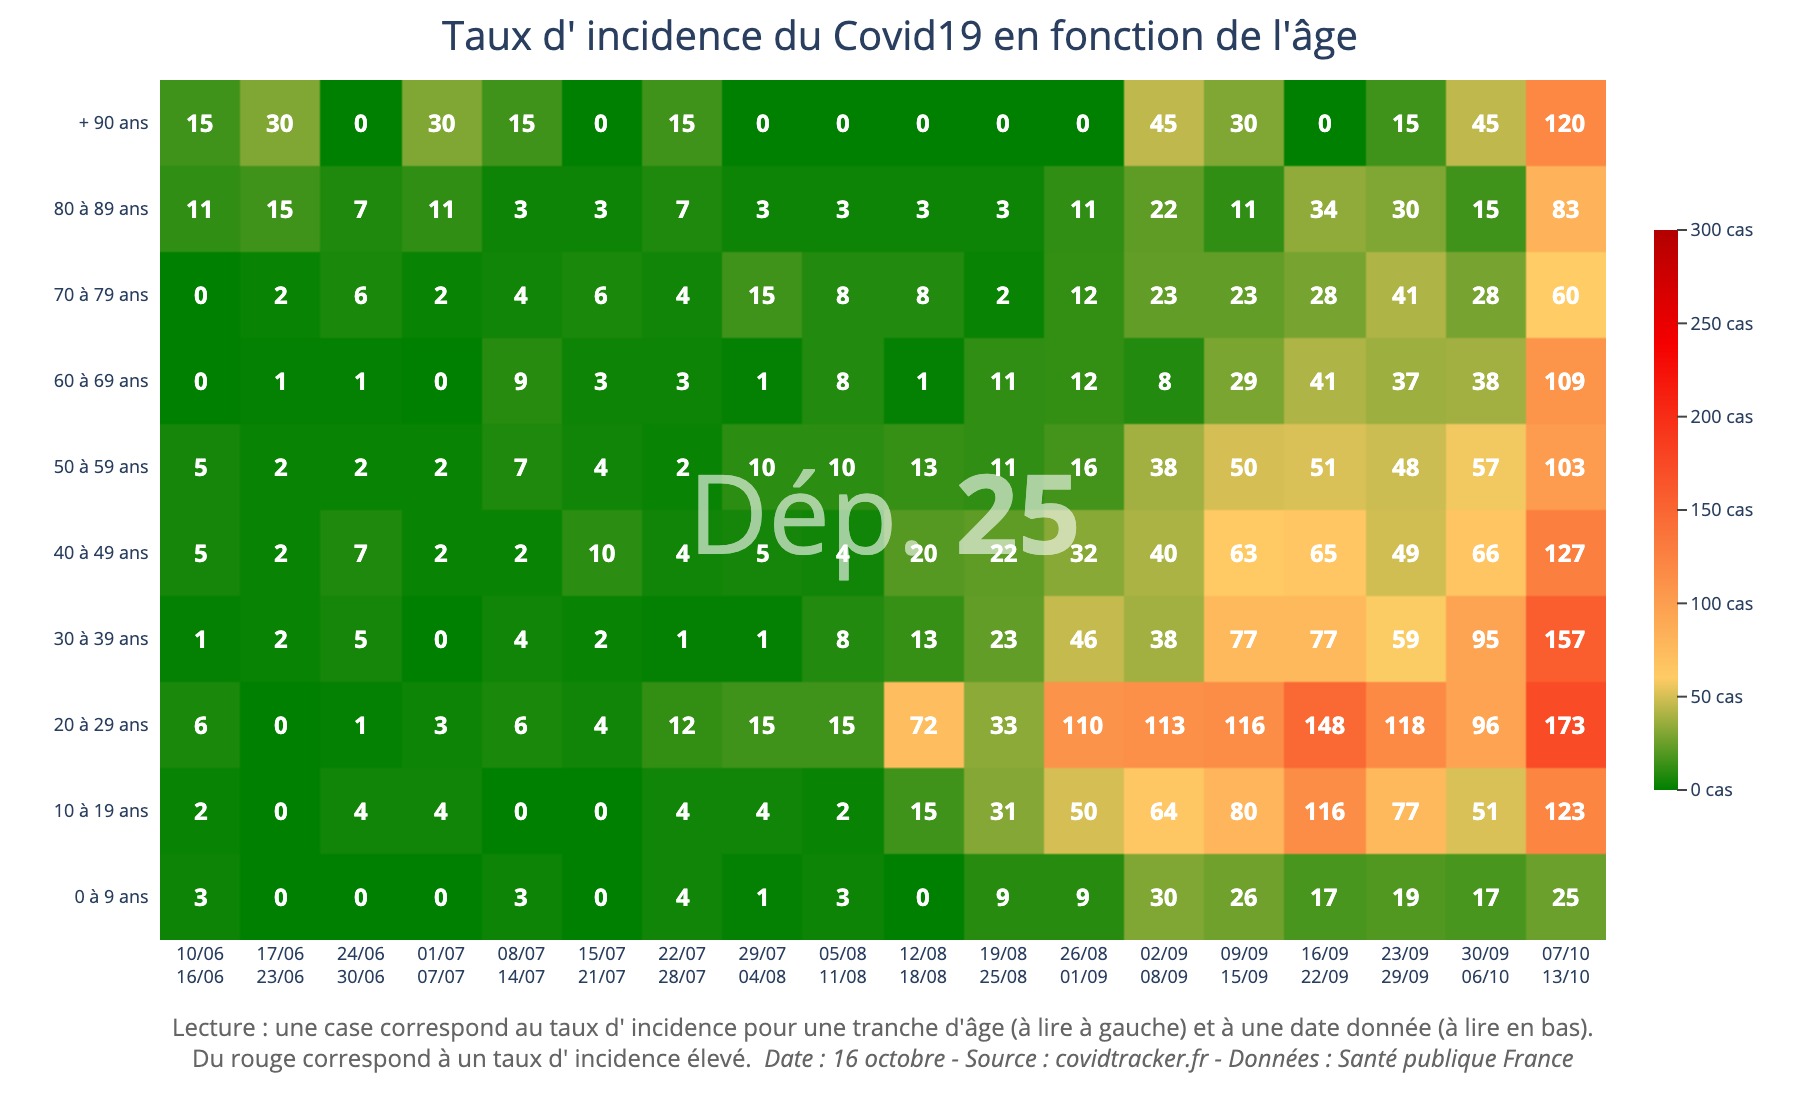 Taux d' incidence du Covid19 en fonction de l'âge
+ 90 ans 15 30 0 30 15 0 15 0 0 0 0 0 45 30 0 15 45 120
80 à 89 ans 11 15 7 11 3 3 7 3 3 3 3 11 22 11 34 30 15 83
70 à 79 ans 0 2 6 2 4 6 4 15 8 8 2 12 23 23 28 41 28 60
60 à 69 ans 0 1 1 0 9 3 3 1 8 1 11 12 8 29 41 37 38 109
50 à 59 ans 5 2 2 2 7 4 2 10 10 13 11 16 38 50 51 48 57 103
Dép. 25
40 à 49 ans 5 2 7 2 2 10 4 5 4 20 22 32 40 63 65 49 66 127
30 à 39 ans 1 2 5 0 4 2 1 1 8 13 23 46 38 77 77 59 95 157
20 à 29 ans 6 0 1 3 6 4 12 15 15 72 33 110 113 116 148 118 96 173
10 à 19 ans 2 0 4 4 0 0 4 4 2 15 31 50 64 80 116 77 51 123
0 à 9 ans 3 0 0 0 3 0 4 1 3 0 9 9 30 26 17 19 17 25
10/06 17/06 24/06 01/07 08/07 15/07 22/07 29/07 05/08 12/08 19/08 26/08 02/09 09/09 16/09 23/09 30/09 07/10
16/06 23/06 30/06 07/07 14/07 21/07 28/07 04/08 11/08 18/08 25/08 01/09 08/09 15/09 22/09 29/09 06/10 13/10
300 cas
250 cas
200 cas
150 cas
100 cas
50 cas
0 cas
Lecture : une case correspond au taux d' incidence pour une tranche d'âge (à lire à gauche) et à une date donnée (à lire en bas).
Du rouge correspond à un taux d' incidence élevé. Date : 16 octobre - Source : covidtracker.fr - Données : Santé publique France